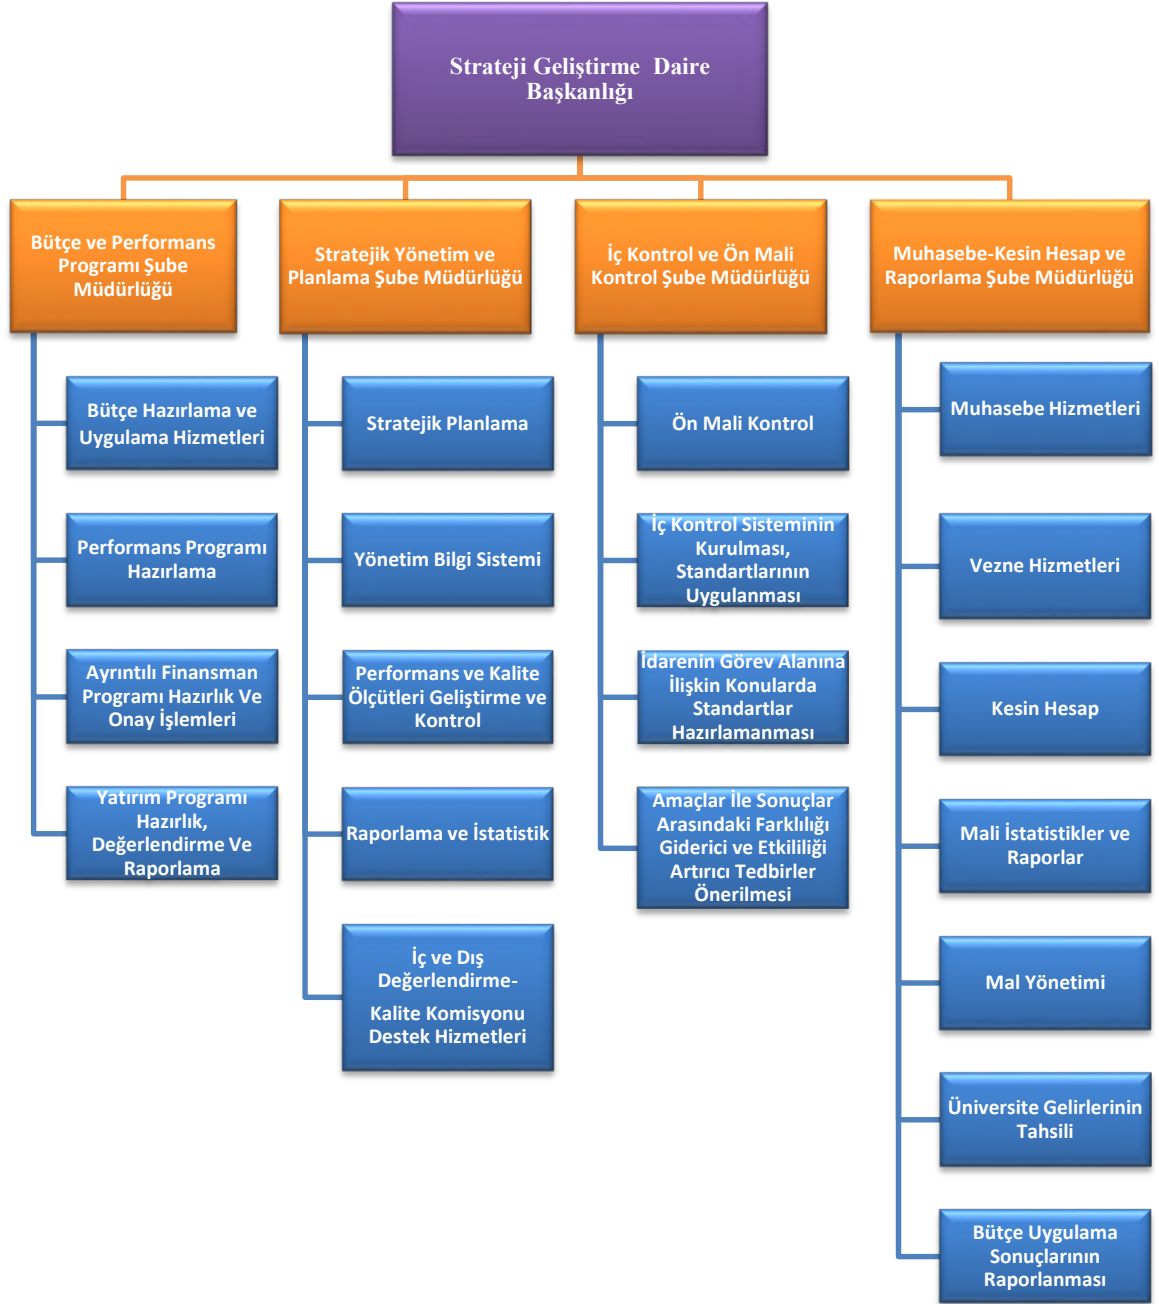 Strateji Geliştirme Daire
Başkanlığı
Bütçe ve Performans
Programı Şube
Müdürlüğü
Bütçe Hazırlama ve
Uygulama Hizmetleri
Performans Programı
Hazırlama
Ayrıntılı Finansman
Programı Hazırlık Ve
Onay İşlemleri
Yatırım Programı
Hazırlık,
Değerlendirme Ve
Raporlama
Stratejik Yönetim ve
Planlama Şube Müdürlüğü
Stratejik Planlama
Yönetim Bilgi Sistemi
Performans ve Kalite
Ölçütleri Geliştirme ve
Kontrol
Raporlama ve İstatistik
İç ve Dış
Değerlendirme-
Kalite Komisyonu
Destek Hizmetleri
İç Kontrol ve Ön Mali
Kontrol Şube Müdürlüğü
Ön Mali Kontrol
İç Kontrol Sisteminin
Kurulması,
Standartlarının
Uygulanması
İdarenin Görev Alanına
İlişkin Konularda
Standartlar
Hazırlamanması
Amaçlar İle Sonuçlar
Arasındaki Farklılığı
Giderici ve Etkililiği
Artırıcı Tedbirler
Önerilmesi
Muhasebe-Kesin Hesap ve
Raporlama Şube Müdürlüğü
Muhasebe Hizmetleri
Vezne Hizmetleri
Kesin Hesap
Mali İstatistikler ve
Raporlar
Mal Yönetimi
Üniversite Gelirlerinin
Tahsili
Bütçe Uygulama
Sonuçlarının
Raporlanması